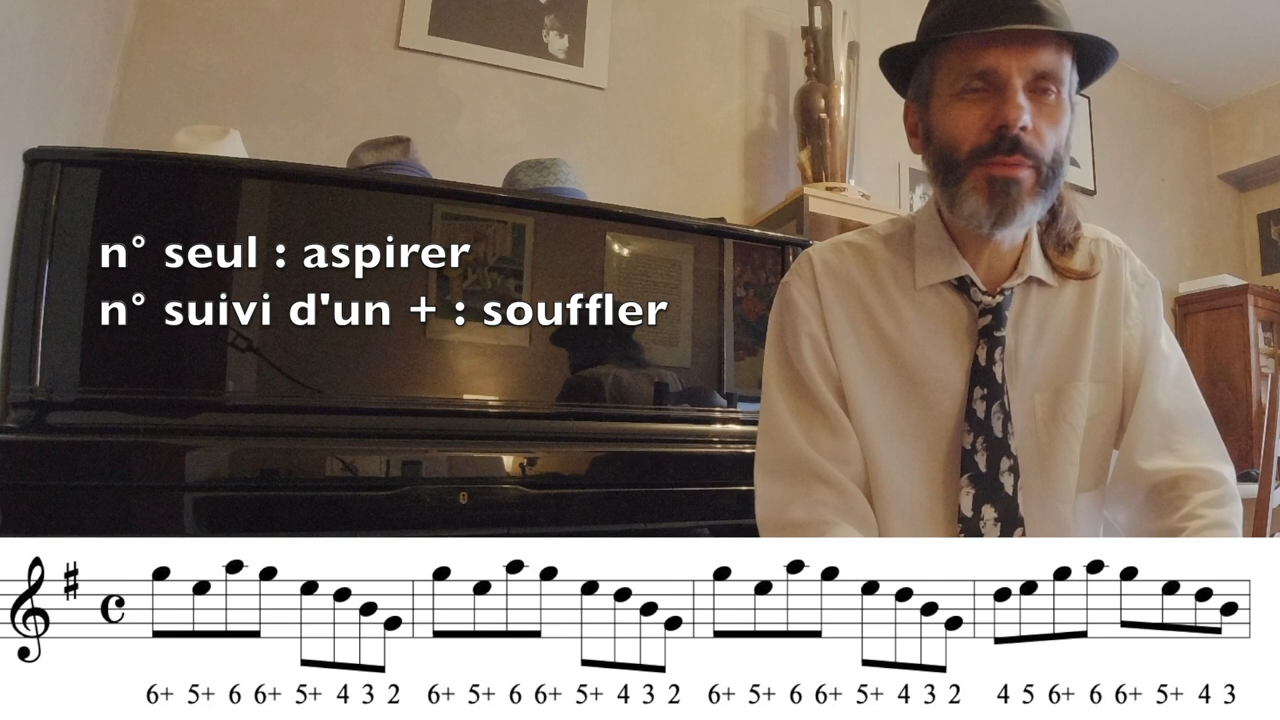 n° seul : aspirer
n° suivi d'un + : souffler
6+ 5+ 6 6+ 5+ 4 3 2 6+ 5+ 6 6+ 5+ 4 3 2 6+ 5+ 6 6+ 5+ 4 3 2 4 5 6+ 6 6+ 5+ 4 3